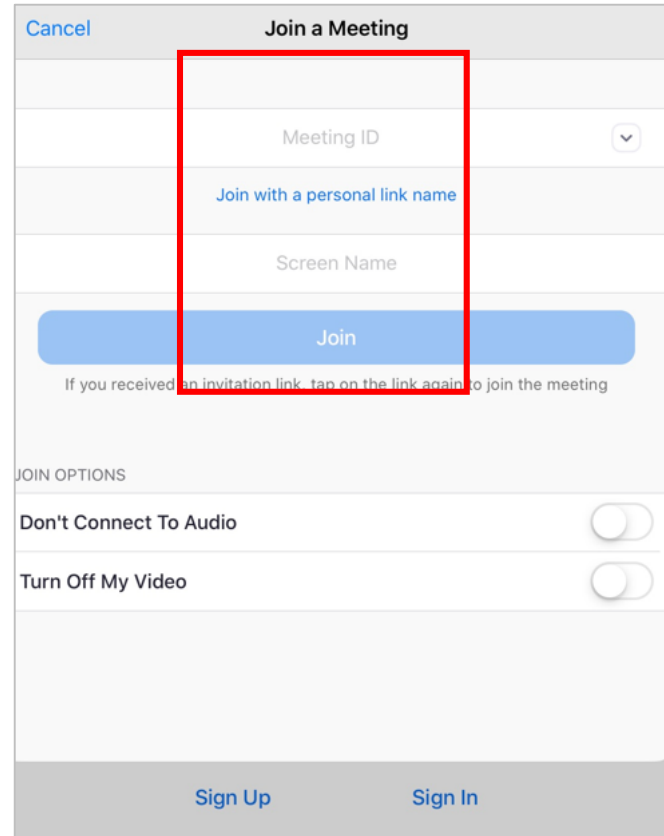 Cancel Join a Meeting
Meeting ID
Join with a personal link name
Screen Name
Join
If you received an invitation link, tap on the link again to join the meeting
JOIN OPTIONS
Don't Connect To Audio
Turn Off My Video
Sign Up Sign In